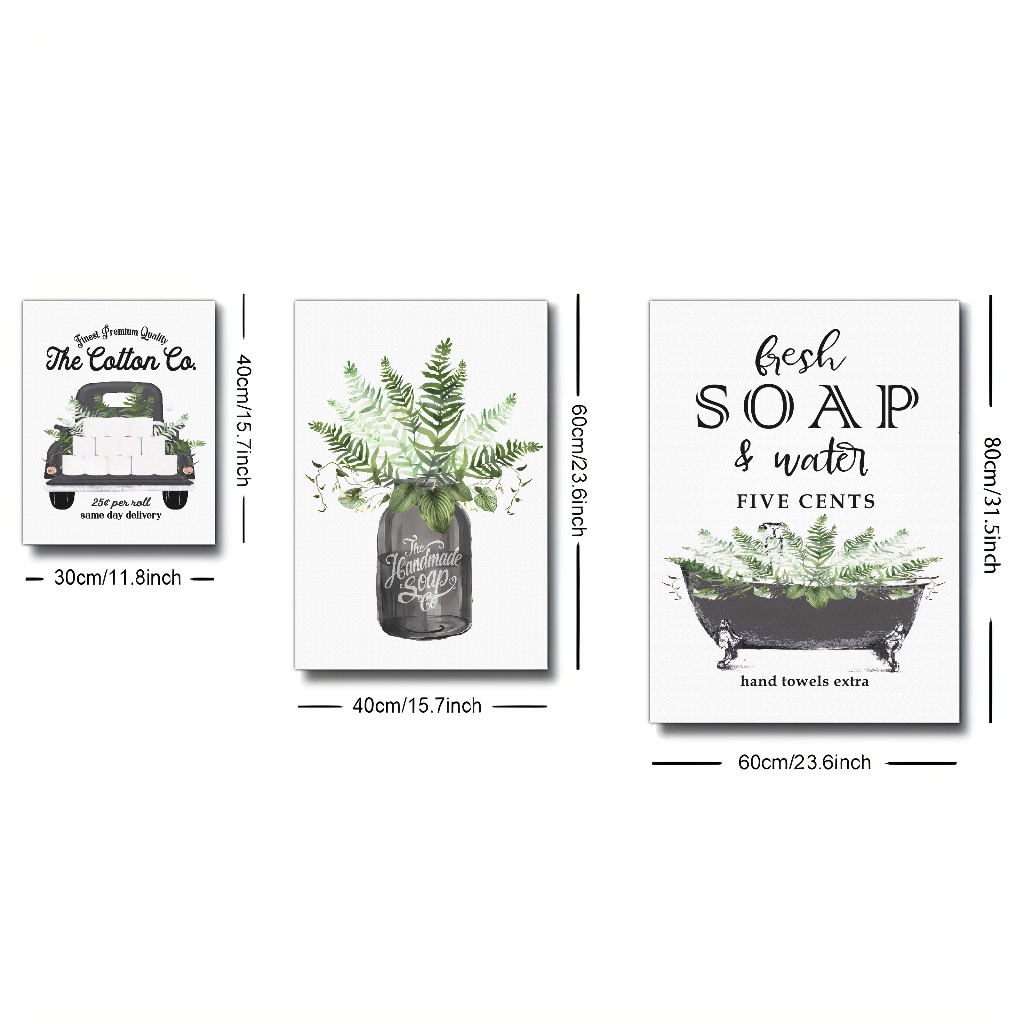 Finest Premium Quality
The Cotton Co.
25¢ per roll
same day delivery
40cm/15.7inch
30cm/11.8inch
The
Handmade
Soap
Co
60cm/23.6inch
40cm/15.7inch
fresh
SOAP
& water
FIVE CENTS
hand towels extra
80cm/31.5inch
60cm/23.6inch